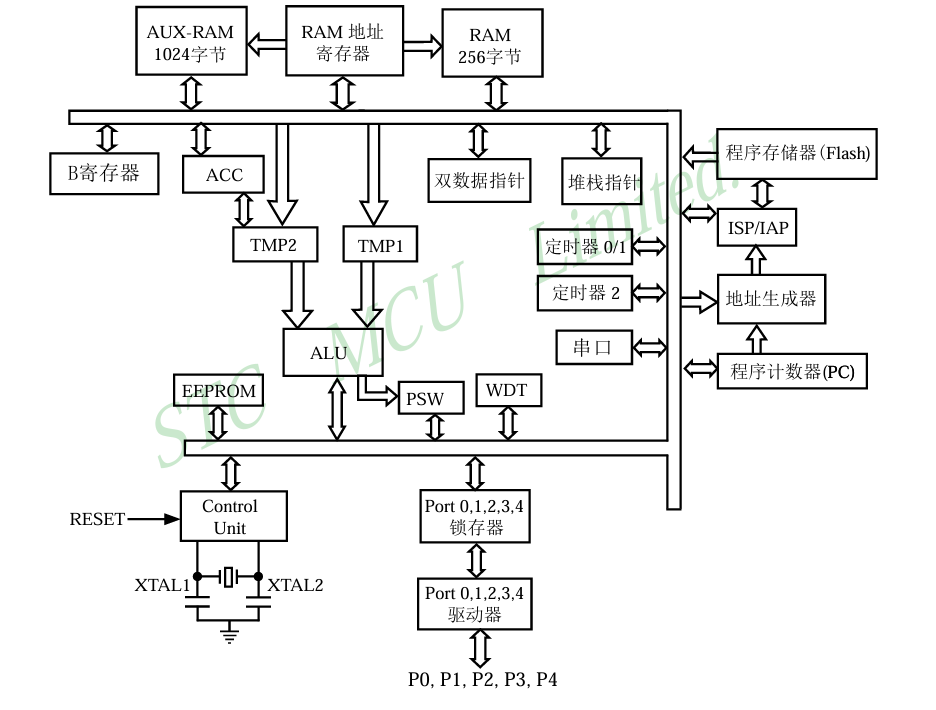 AUX-RAM
1024字节
RAM 地址
寄存器
RAM
256字节
B寄存器
ACC
双数据指针
堆栈指针
程序存储器(Flash)
ISP/IAP
TMP2
TMP1
定时器 0/1
定时器 2
地址生成器
串口
程序计数器(PC)
ALU
EEPROM
PSW
WDT
STC MCU Limited.
RESET
Control
Unit
XTAL1
XTAL2
Port 0,1,2,3,4
锁存器
Port 0,1,2,3,4
驱动器
P0, P1, P2, P3, P4